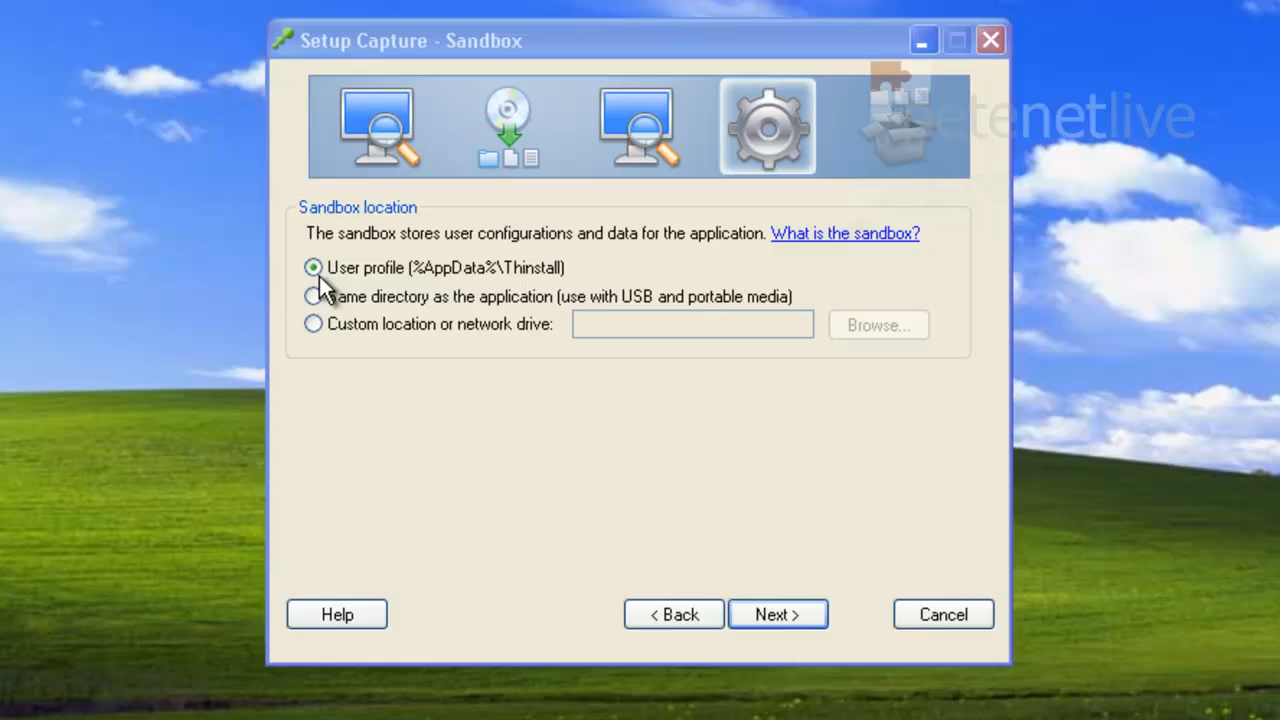 Setup Capture - Sandbox
etenetlive
Sandbox location
The sandbox stores user configurations and data for the application. What is the sandbox?
User profile (%AppData%\Thinstall)
ame directory as the application (use with USB and portable media)
Custom location or network drive:
Browse...
Help
< Back
Next >
Cancel